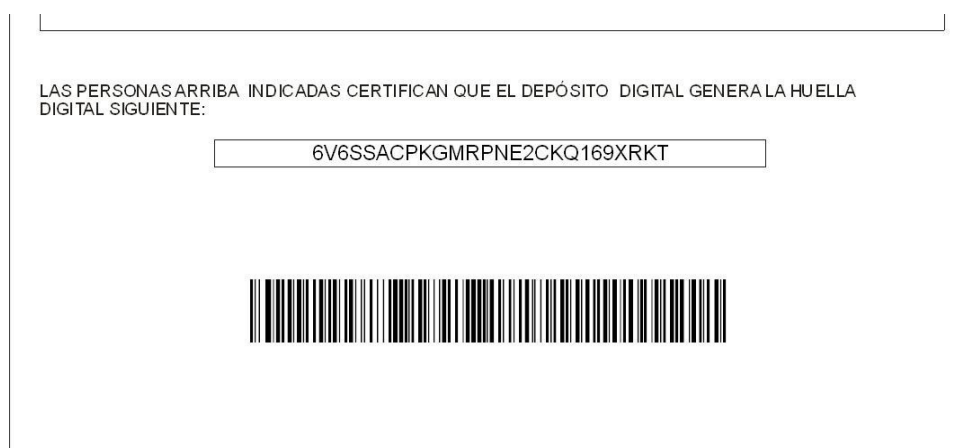 LAS PERSONAS ARRIBA INDICADAS CERTIFICAN QUE EL DEPÓSITO DIGITAL GENERA LA HUELLA
DIGITAL SIGUIENTE:
6V6SSACPKGMRPNE2CKQ169XRKT